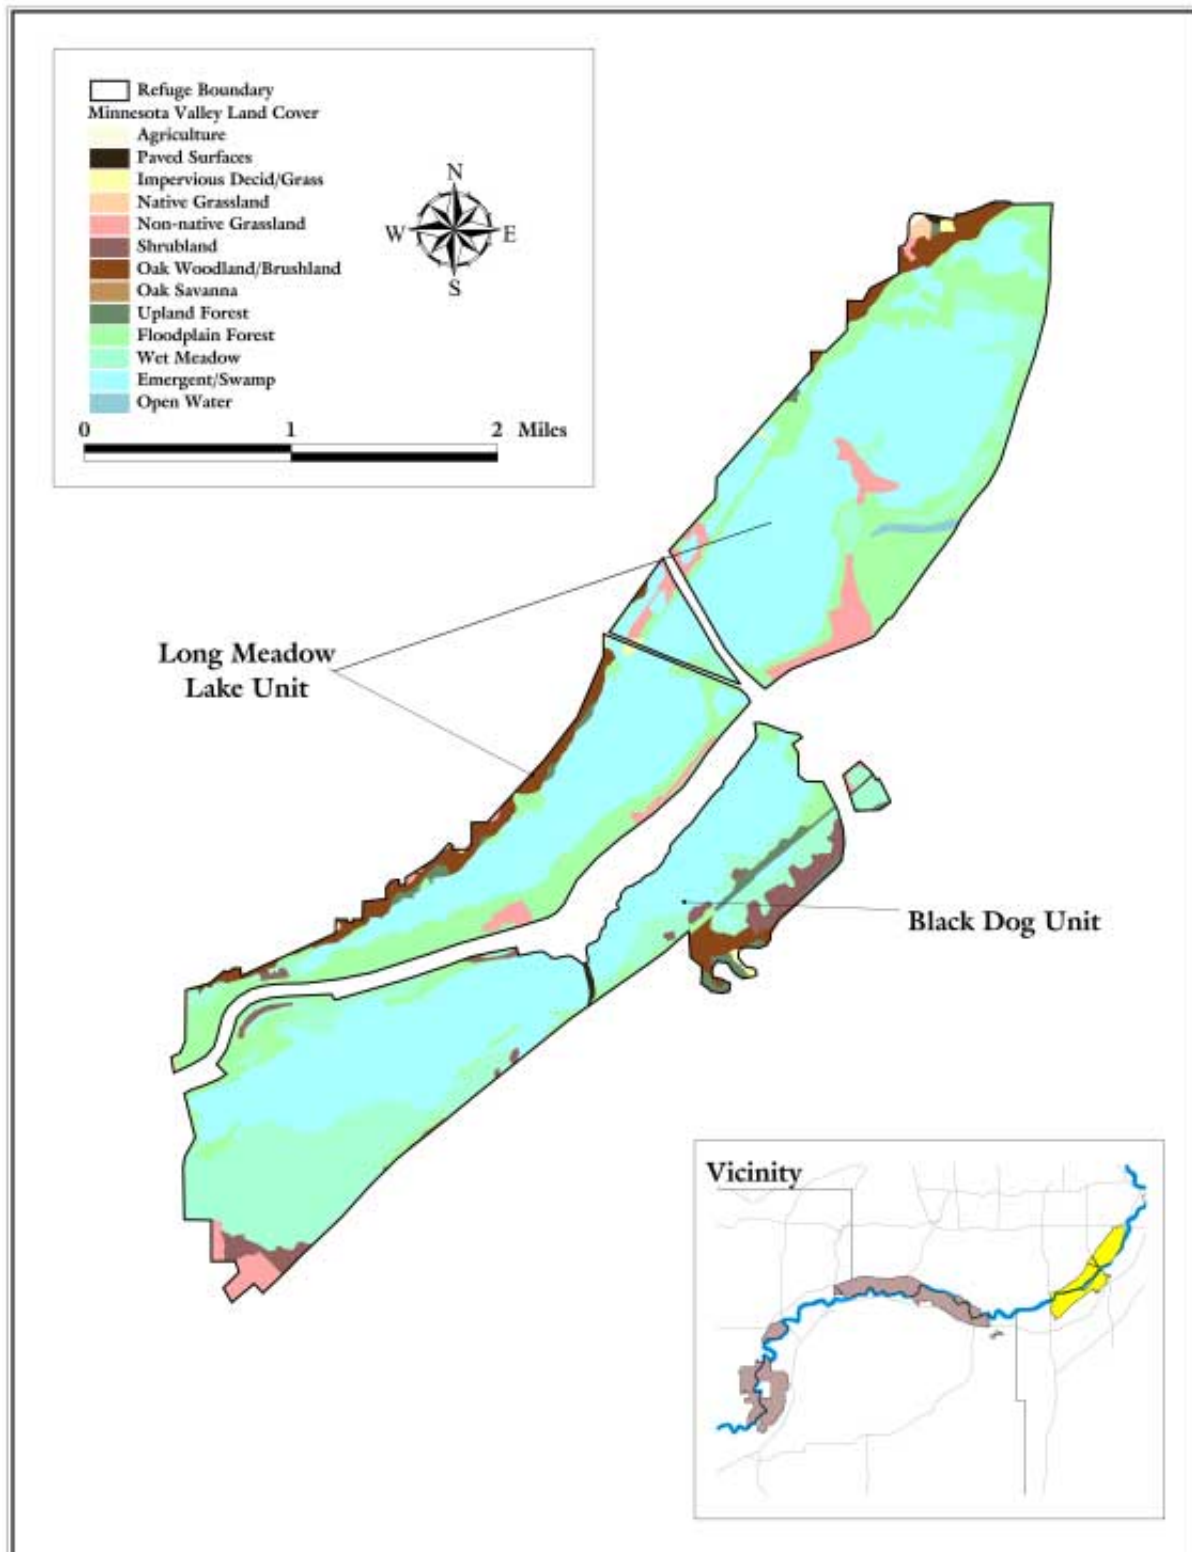 Refuge Boundary
Minnesota Valley Land Cover
Agriculture
Paved Surfaces
Impervious Decid/Grass
Native Grassland
Non-native Grassland
Shrubland
Oak Woodland/Brushland
Oak Savanna
Upland Forest
Floodplain Forest
Wet Meadow
Emergent/Swamp
Open Water
N
W E
S
0 1 2 Miles
Long Meadow
Lake Unit
Black Dog Unit
Vicinity